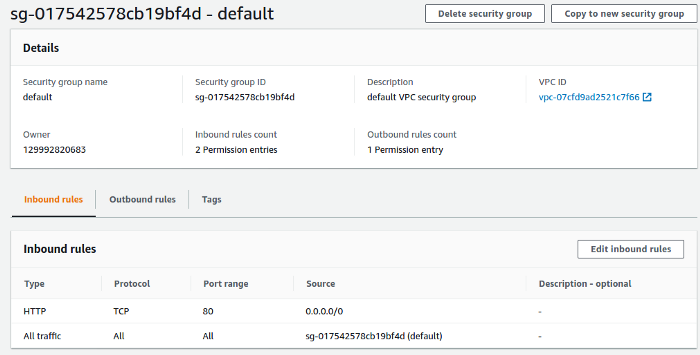 sg-017542578cb19bf4d - default Delete security group Copy to new security group
Details
Security group name Security group ID Description VPC ID
default sg-017542578cb19bf4d default VPC security group vpc-07cfd9ad2521c7f66
Owner Inbound rules count Outbound rules count
129992820683 2 Permission entries 1 Permission entry
Inbound rules Outbound rules Tags
Inbound rules Edit inbound rules
Type Protocol Port range Source Description - optional
HTTP TCP 80 0.0.0.0/0 -
All traffic All All sg-017542578cb19bf4d (default) -